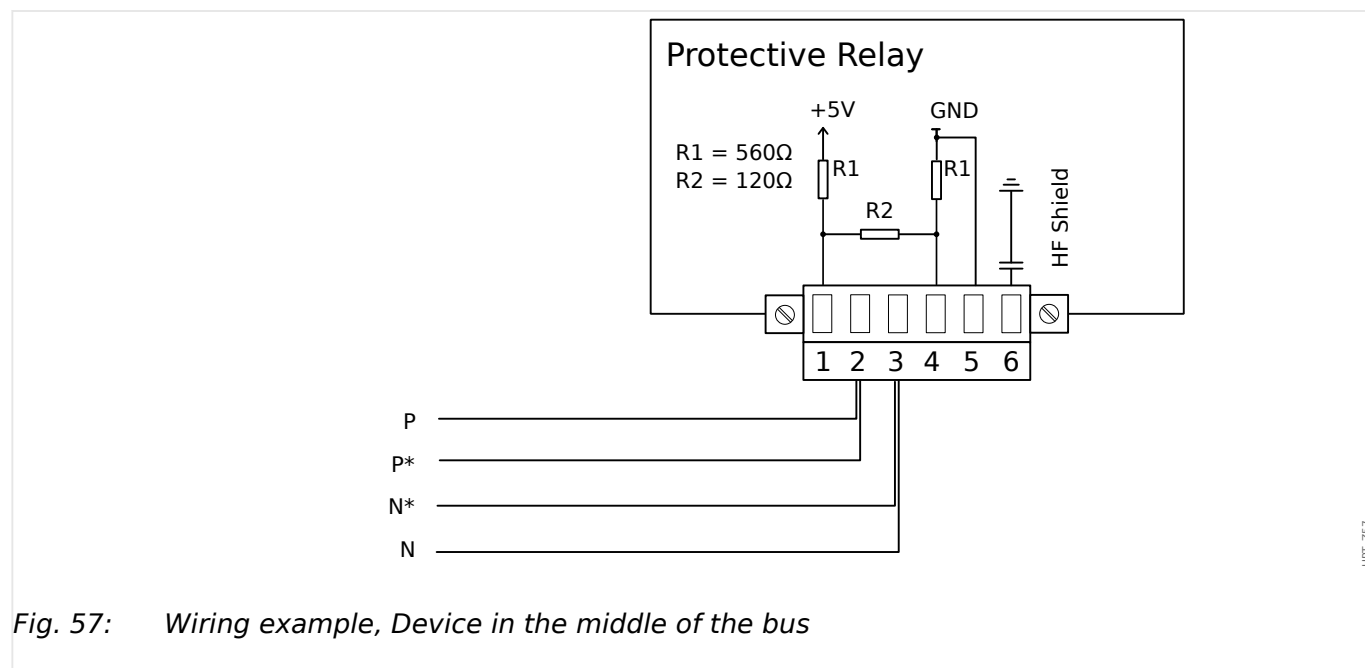 Protective Relay
+5V
GND
R1 = 560Ω
R2 = 120Ω
R1
R1
R2
HF Shield
1 2 3 4 5 6
P
P*
N*
N
Fig. 57: Wiring example, Device in the middle of the bus